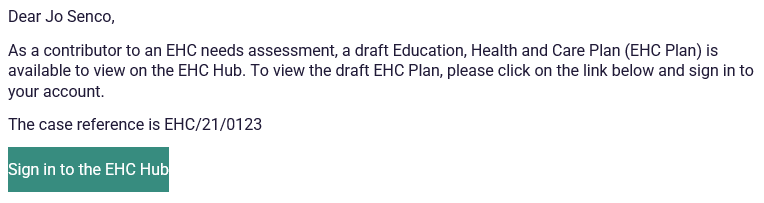 Dear Jo Senco,
As a contributor to an EHC needs assessment, a draft Education, Health and Care Plan (EHC Plan) is
available to view on the EHC Hub. To view the draft EHC Plan, please click on the link below and sign in to
your account.
The case reference is EHC/21/0123
Sign in to the EHC Hub